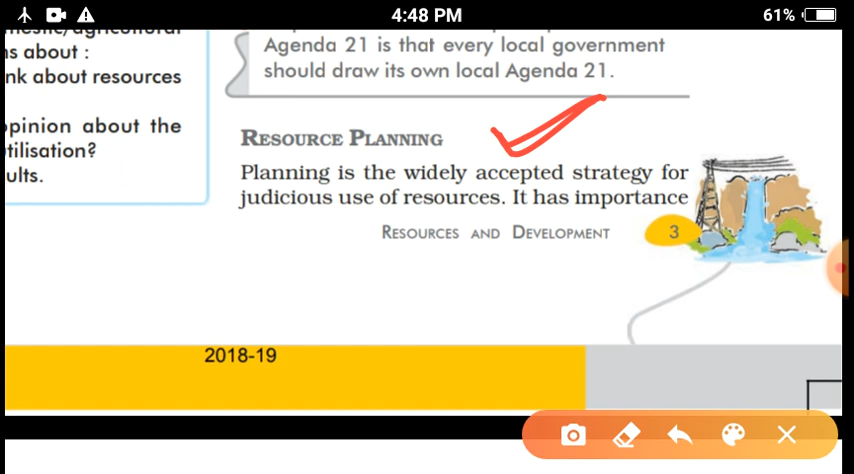 4:48 PM
61%
ns about :
nk about resources
opinion about the
tilisation?
ults.
Agenda 21 is that every local government
should draw its own local Agenda 21.
RESOURCE PLANNING
Planning is the widely accepted strategy for
judicious use of resources. It has importance
RESOURCES AND DEVELOPMENT
3
2018-19